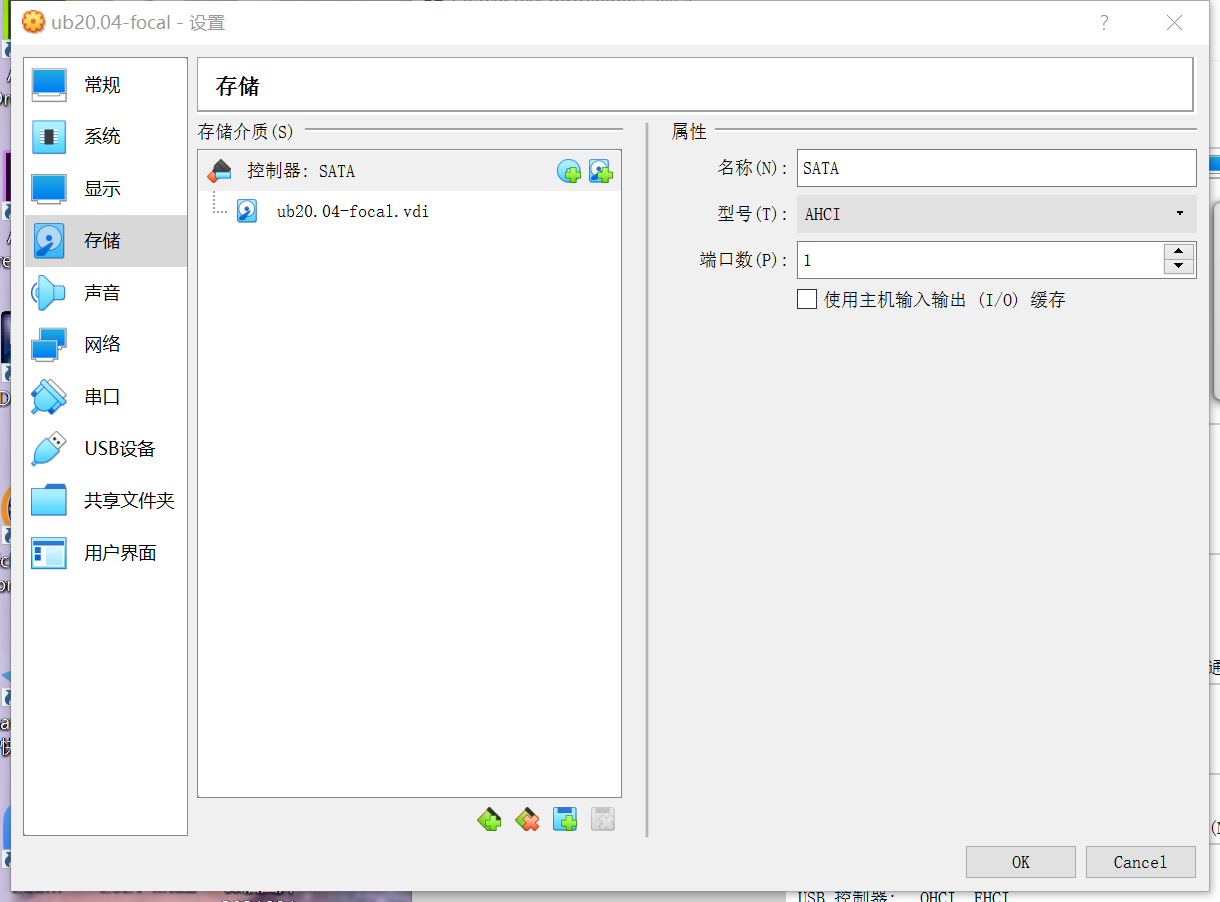 ub20.04-focal - 设置
?
常规
系统
显示
存储
声音
网络
串口
USB设备
共享文件夹
用户界面
存储
存储介质(S)
控制器: SATA
ub20.04-focal.vdi
属性
名称(N): SATA
型号(T): AHCI
端口数(P): 1
使用主机输入输出 (I/O) 缓存
OK
Cancel
USB 控制器: OHCI, EHCI